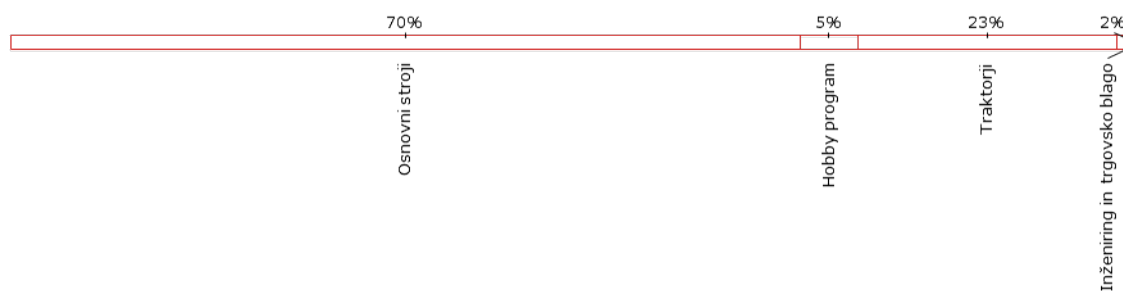 70%
5%
23%
2%
Osnovni stroji
Hobby program
Traktorji
Inženiring in trgovsko blago